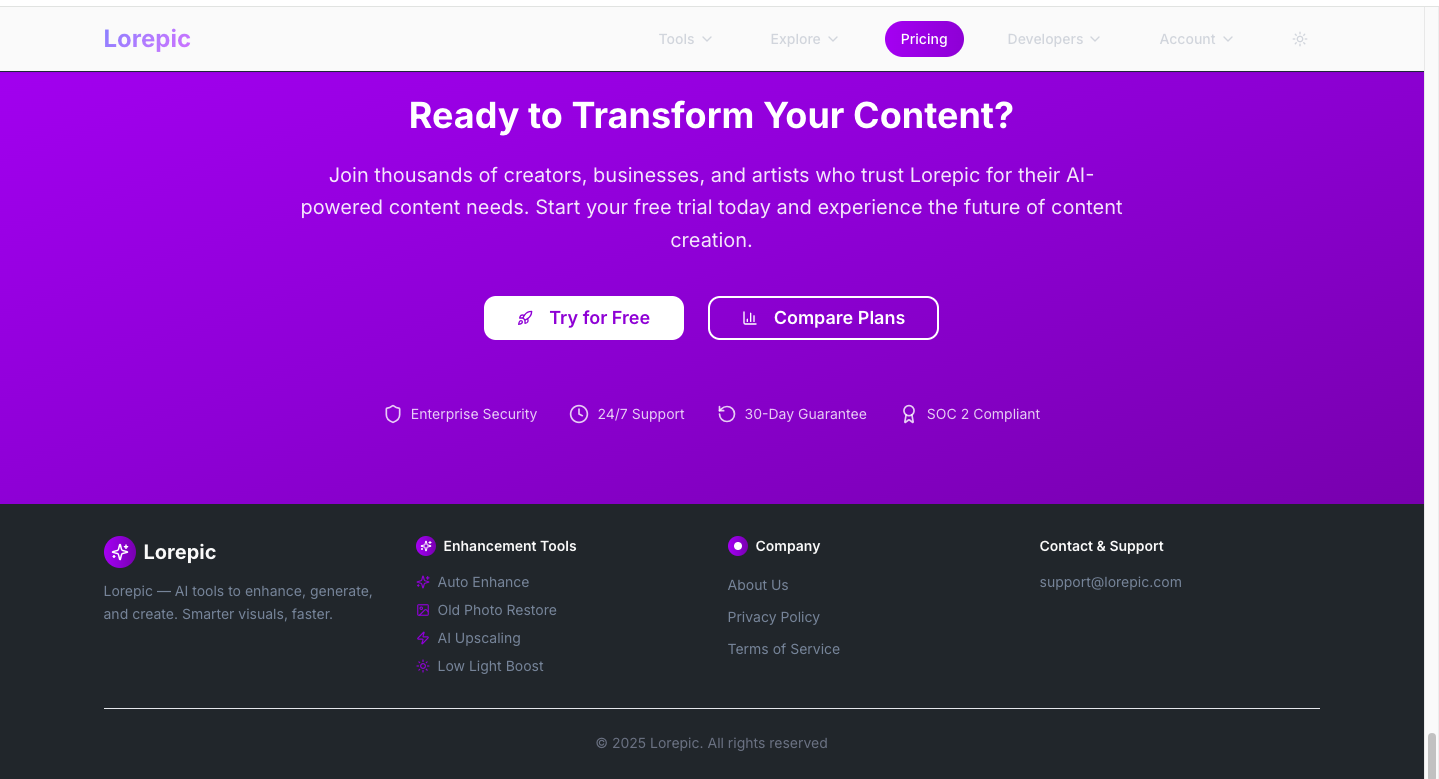 Lorepic
Tools
Explore
Pricing
Developers
Account
Ready to Transform Your Content?
Join thousands of creators, businesses, and artists who trust Lorepic for their AI-
powered content needs. Start your free trial today and experience the future of content
creation.
Try for Free
Compare Plans
Enterprise Security
24/7 Support
30-Day Guarantee
SOC 2 Compliant
Lorepic
Lorepic — AI tools to enhance, generate,
and create. Smarter visuals, faster.
Enhancement Tools
Auto Enhance
Old Photo Restore
AI Upscaling
Low Light Boost
Company
About Us
Privacy Policy
Terms of Service
Contact & Support
support@lorepic.com
© 2025 Lorepic. All rights reserved